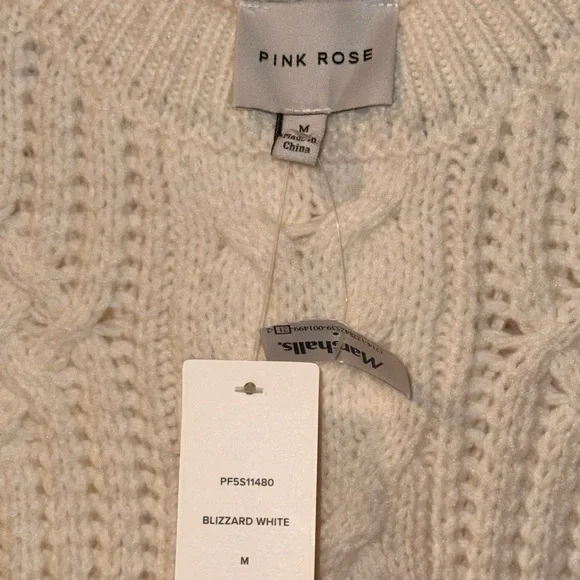 PINK ROSE
M
Made in
China
Marshalls.
PF5S11480
BLIZZARD WHITE
M